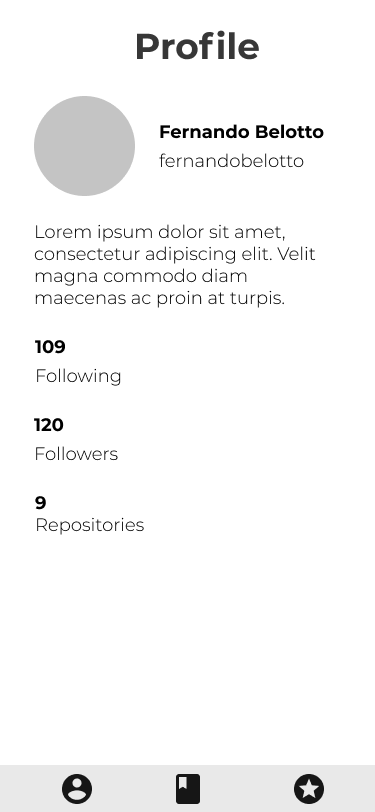 Profile
Fernando Belotto
fernandobelotto
Lorem ipsum dolor sit amet,
consectetur adipiscing elit. Velit
magna commodo diam
maecenas ac proin at turpis.
109
Following
120
Followers
9
Repositories